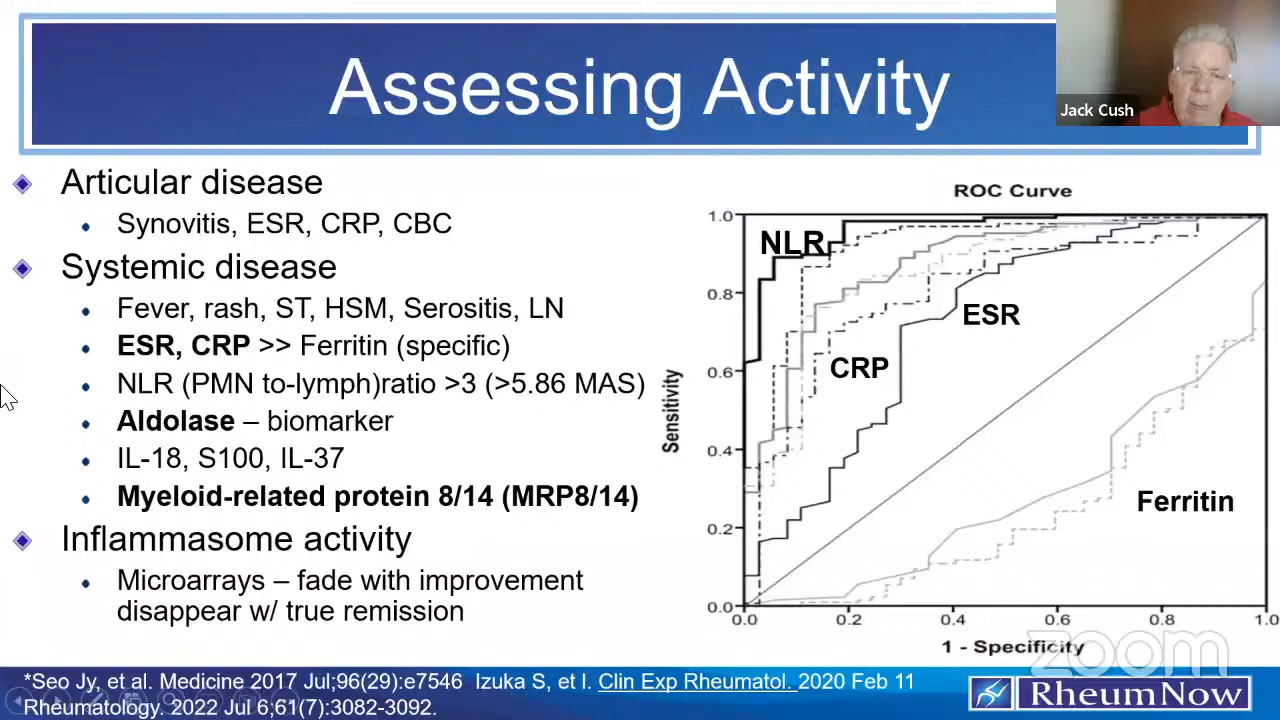 Assessing Activity
Jack Cush
Articular disease
Synovitis, ESR, CRP, CBC
Systemic disease
Fever, rash, ST, HSM, Serositis, LN
ESR, CRP >> Ferritin (specific)
NLR (PMN to-lymph)ratio >3 (>5.86 MAS)
Aldolase – biomarker
IL-18, S100, IL-37
Myeloid-related protein 8/14 (MRP8/14)
Inflammasome activity
Microarrays – fade with improvement
disappear w/ true remission
ROC Curve
1.0
0.8
0.6
0.4
0.2
0.0
Sensitivity
NLR
CRP
ESR
Ferritin
0.0 0.2 0.4 0.6 0.8 1.0
1 - Specificity
zoom
*Seo Jy, et al. Medicine 2017 Jul;96(29):e7546 Izuka S, et l. Clin Exp Rheumatol. 2020 Feb 11
Rheumatology. 2022 Jul 6;61(7):3082-3092.
RheumNow